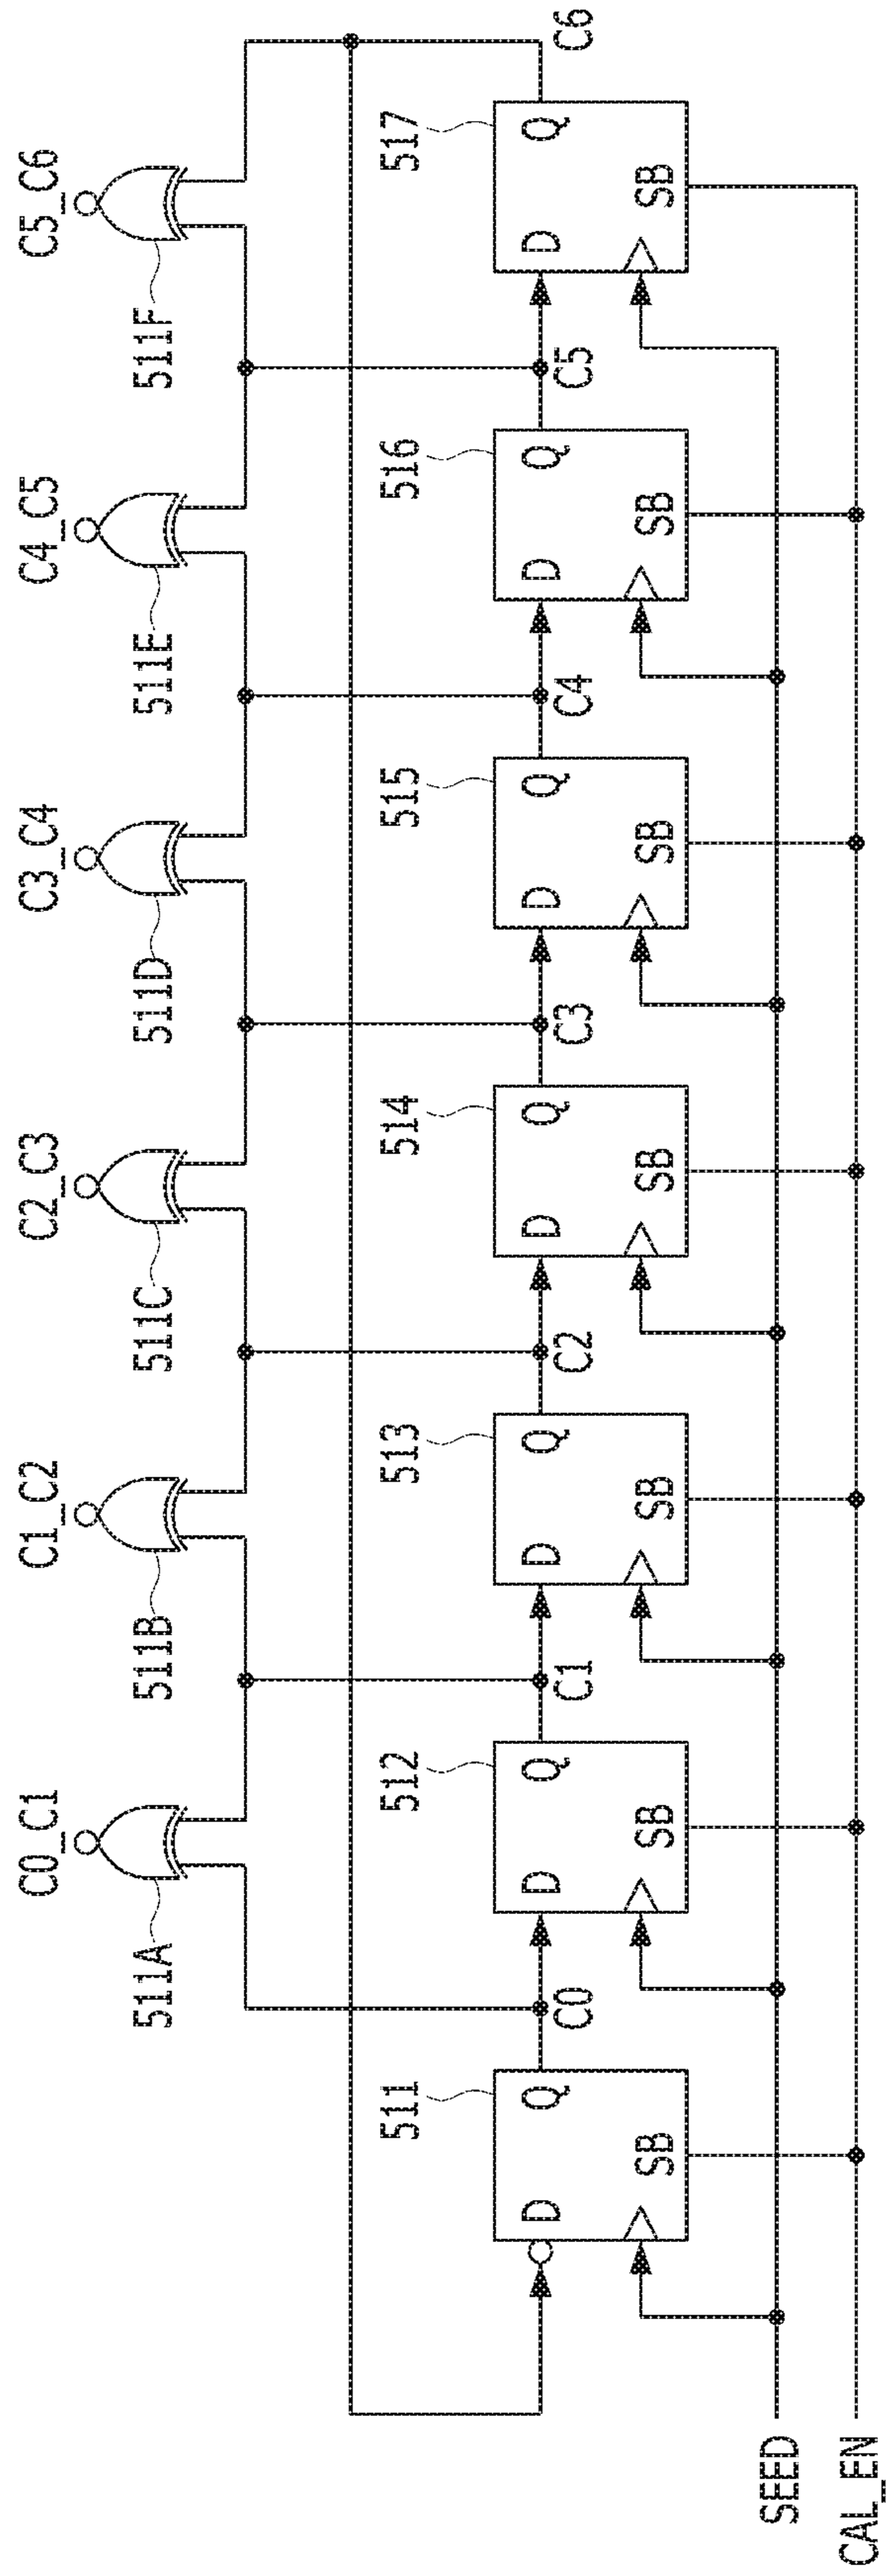 C0_C1
C1_C2
C2_C3
C3_C4
C4_C5
C5_C6
511A
511B
511C
511D
511E
511F
511
512
513
514
515
516
517
D
Q
D
Q
D
Q
D
Q
D
Q
D
Q
D
Q
C0
C1
C2
C3
C4
C5
C6
SB
SB
SB
SB
SB
SB
SB
SEED
CAL_EN